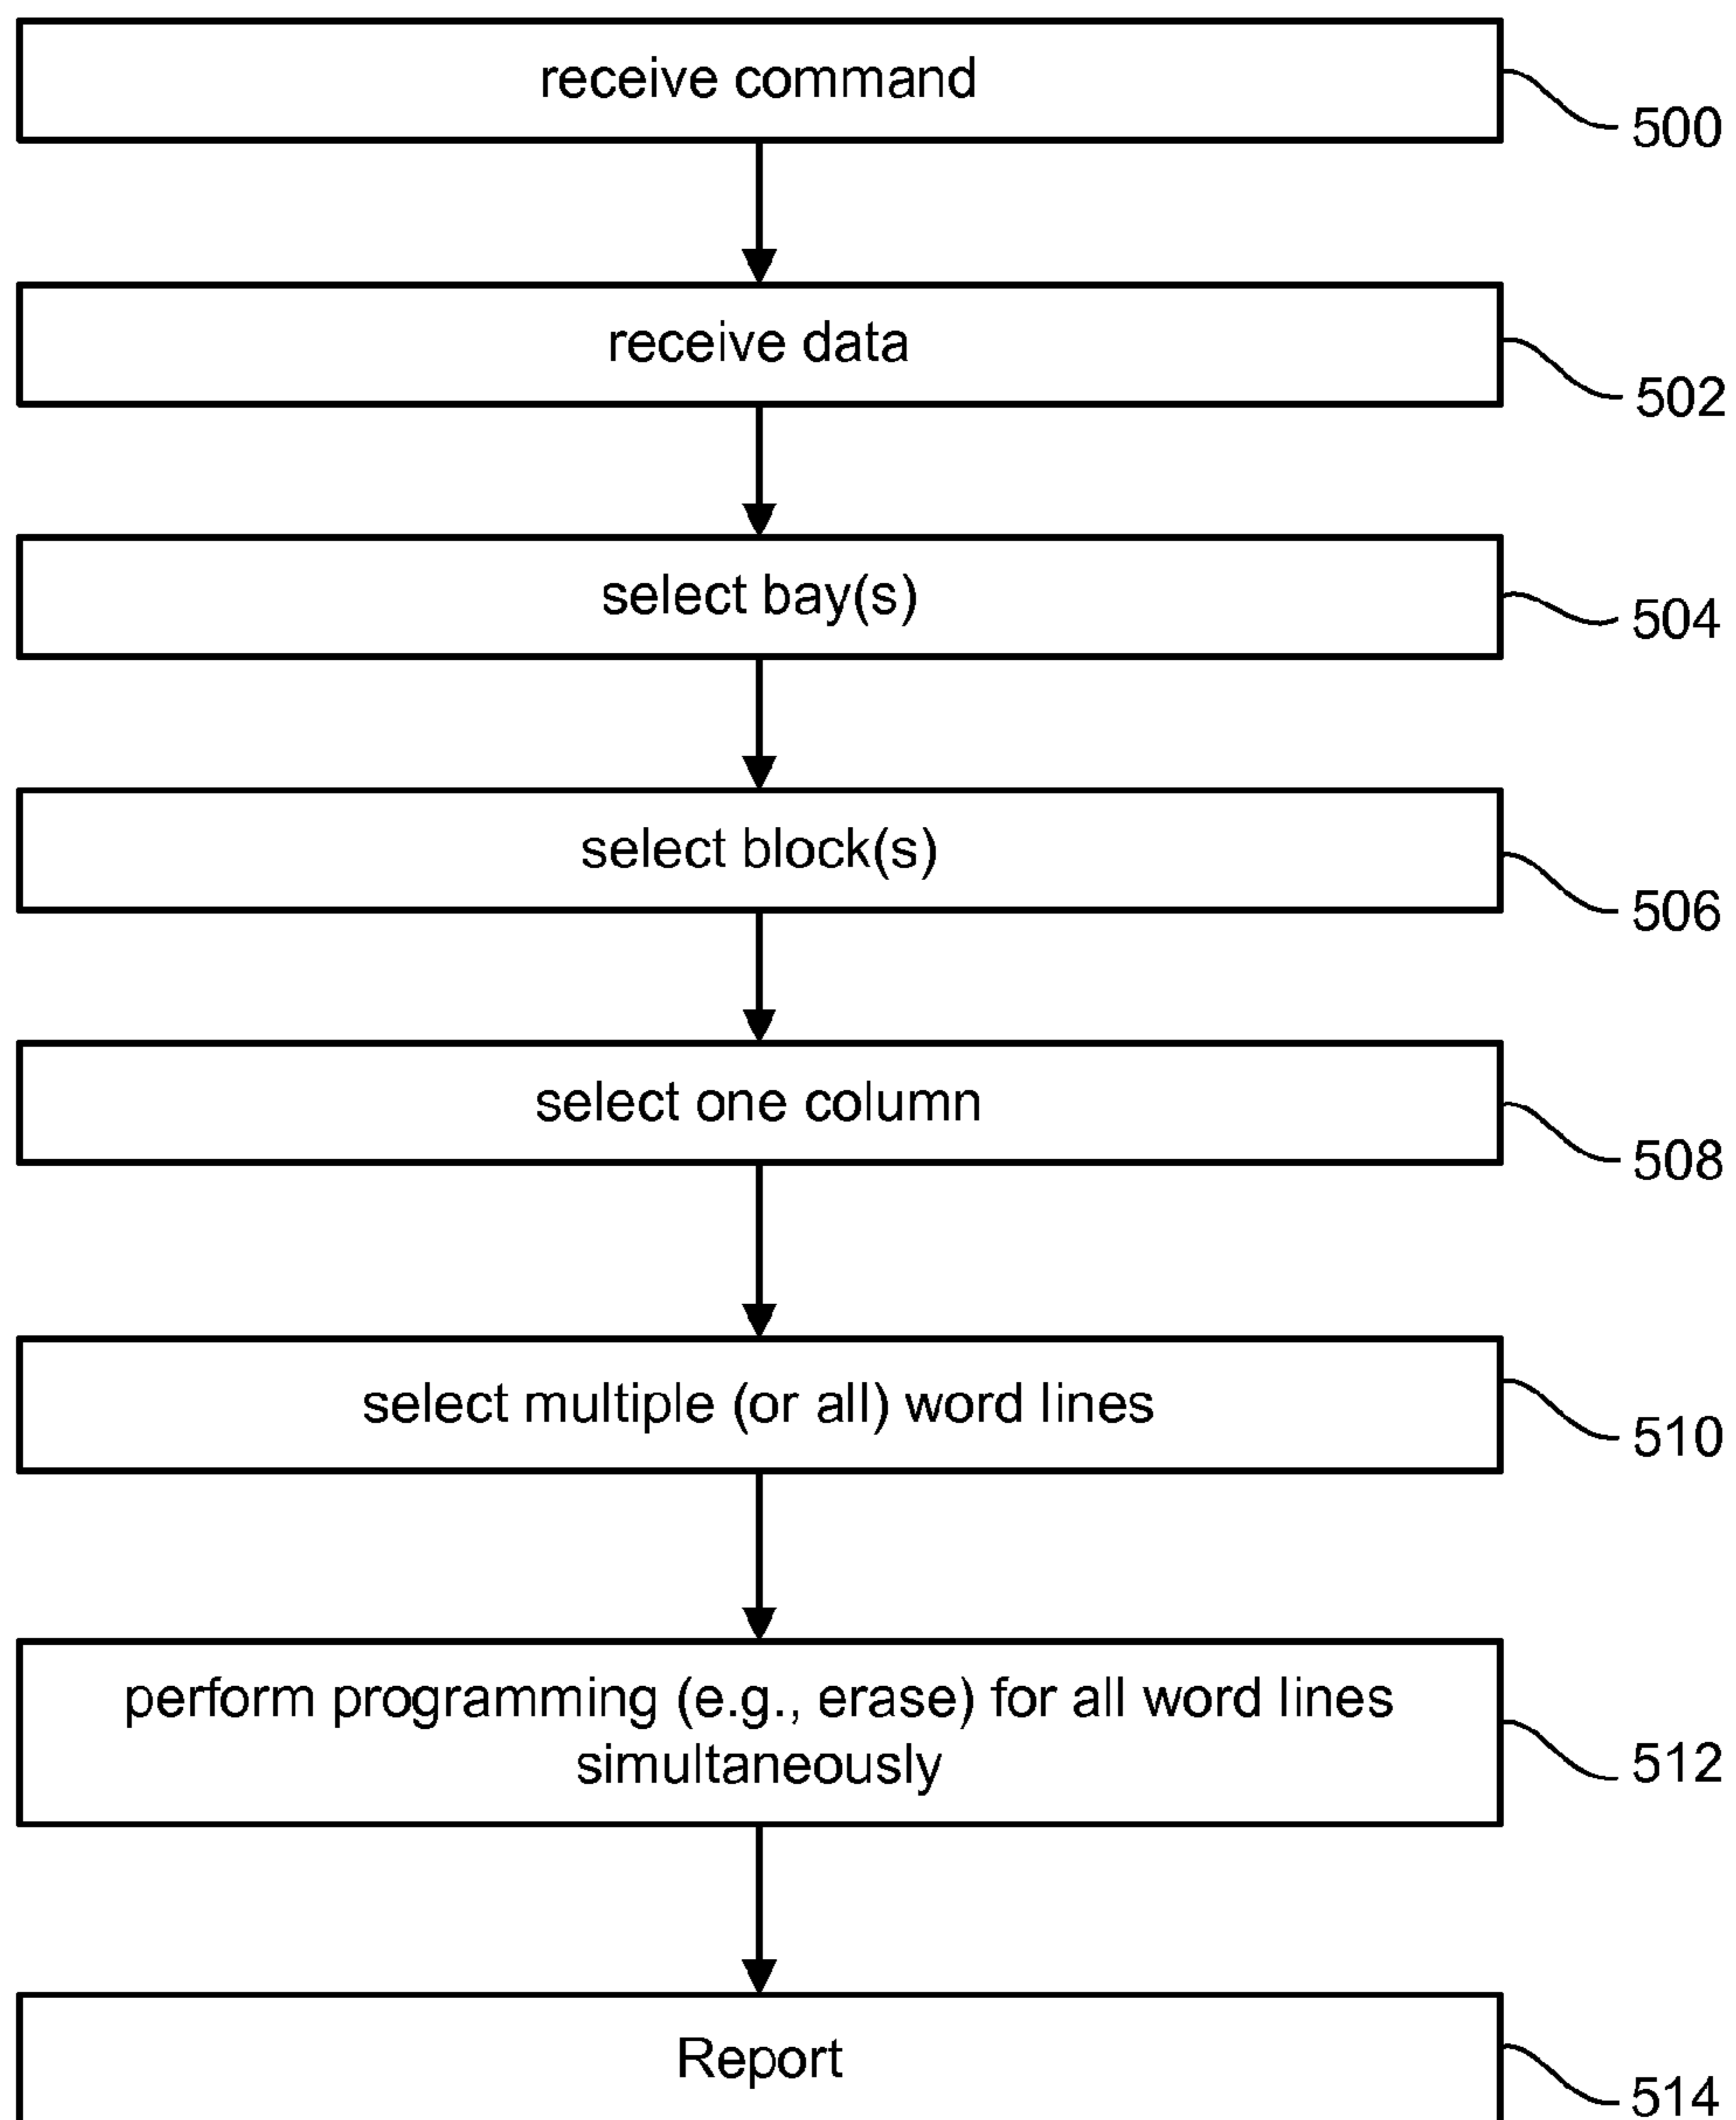 receive command
500
receive data
502
select bay(s)
504
select block(s)
506
select one column
508
select multiple (or all) word lines
510
perform programming (e.g., erase) for all word lines
simultaneously
512
Report
514